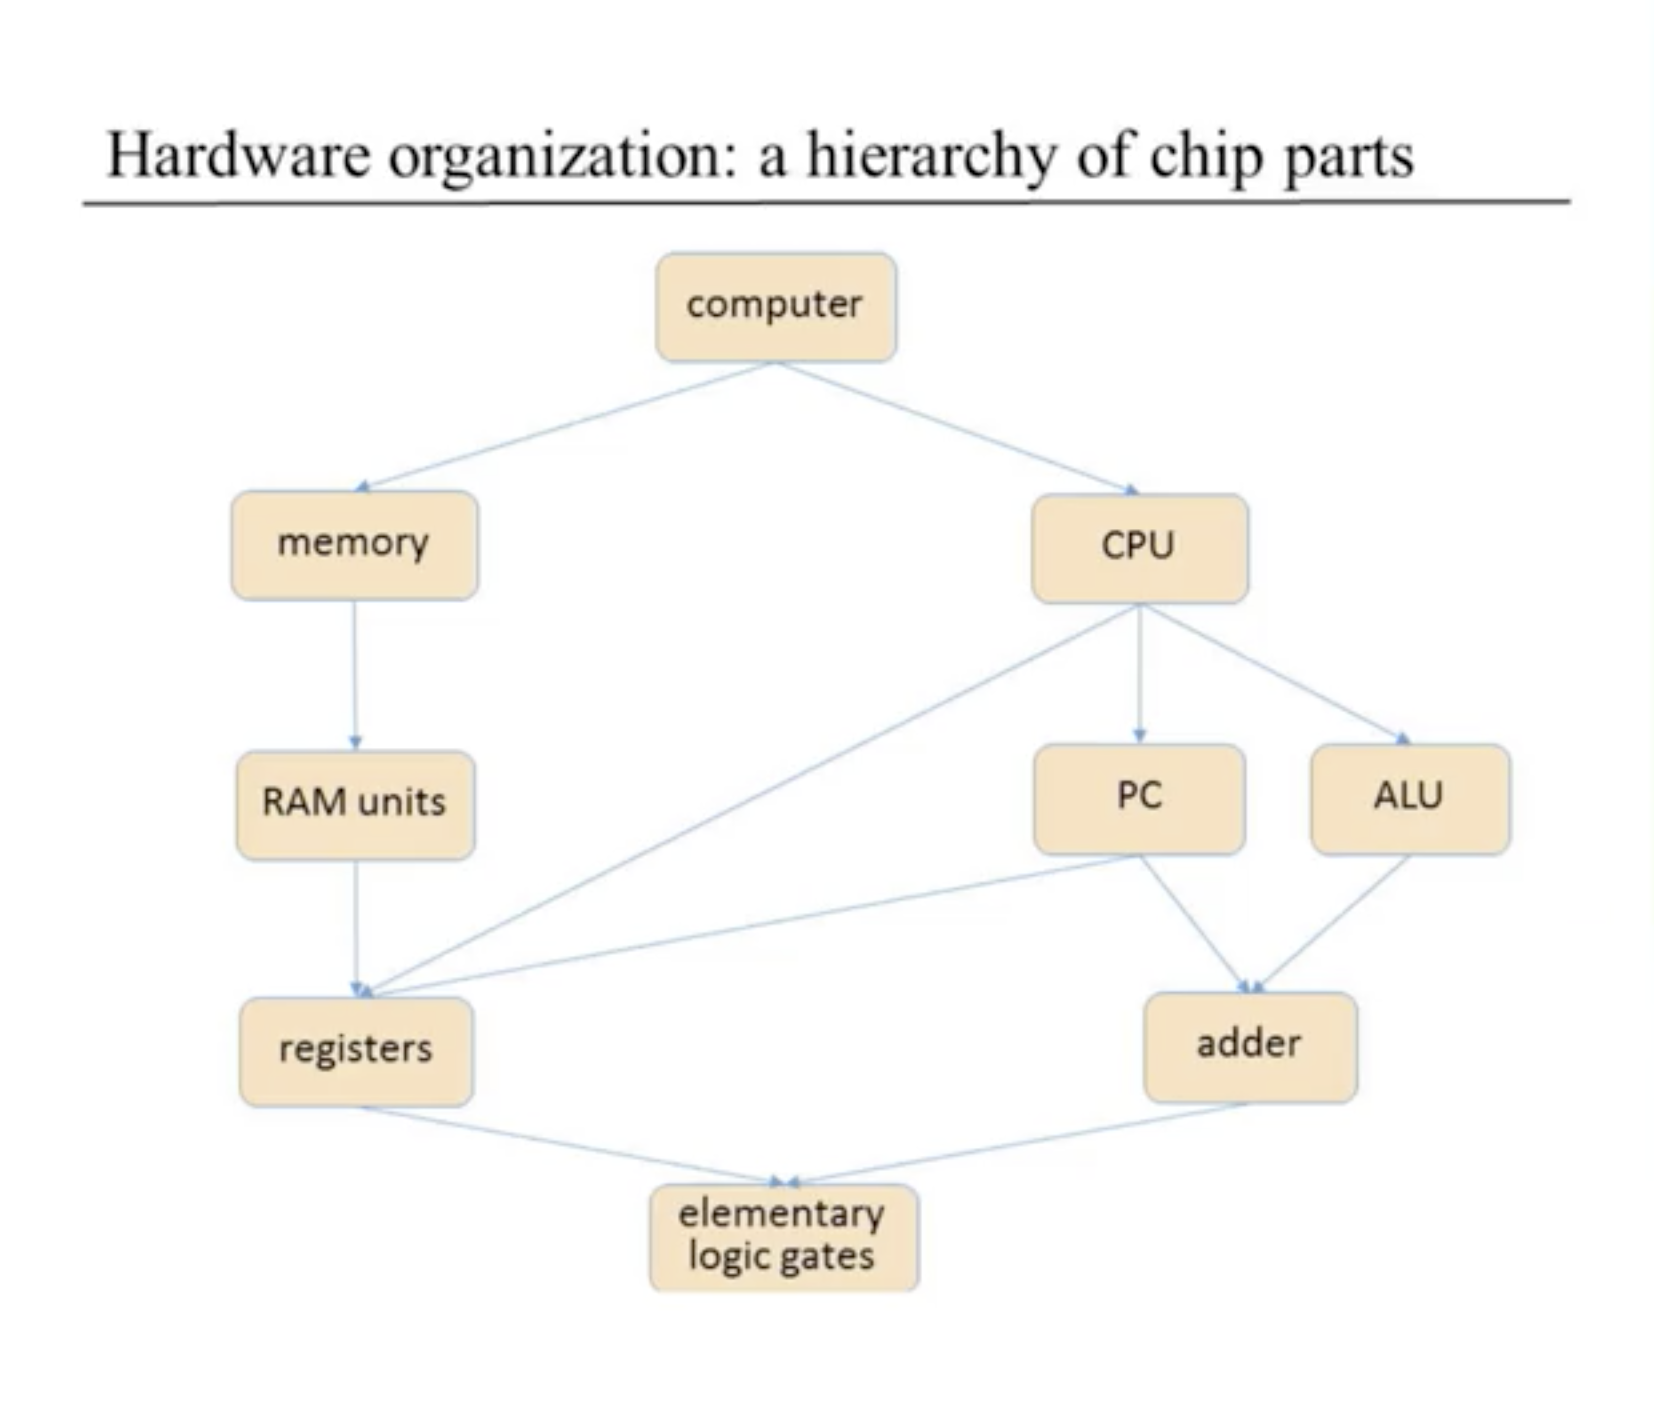 Hardware organization: a hierarchy of chip parts
computer
memory
CPU
RAM units
PC
ALU
registers
adder
elementary
logic gates